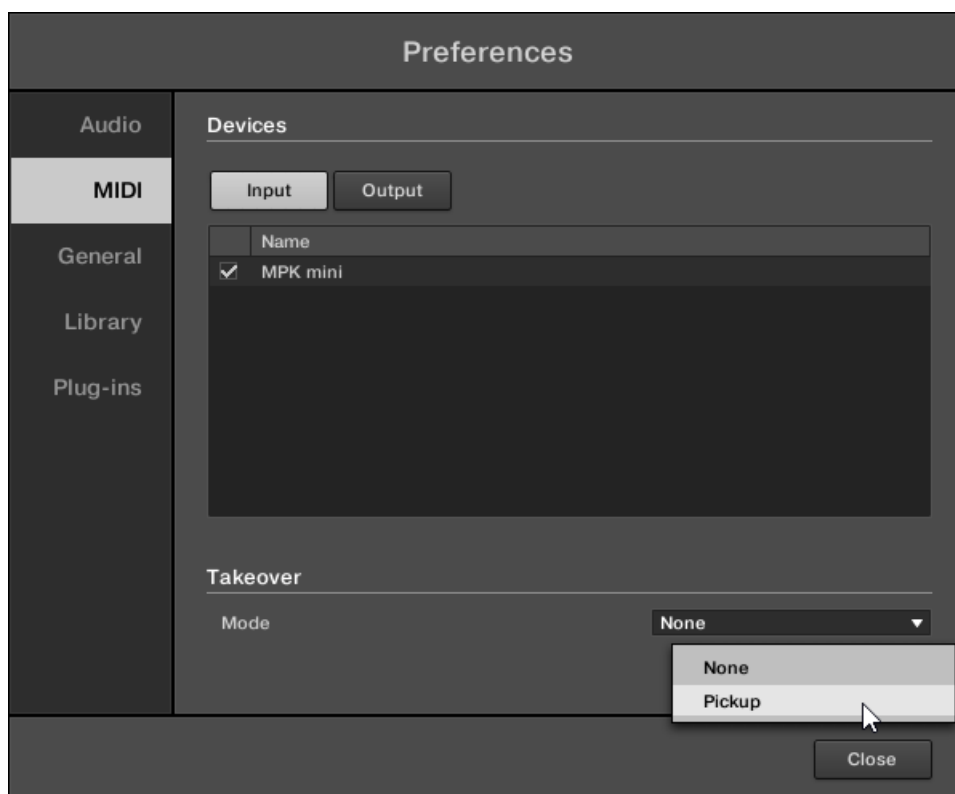 Preferences
Audio
MIDI
General
Library
Plug-ins
Devices
Input Output
Name
MPK mini
Takeover
Mode None
None
Pickup
Close